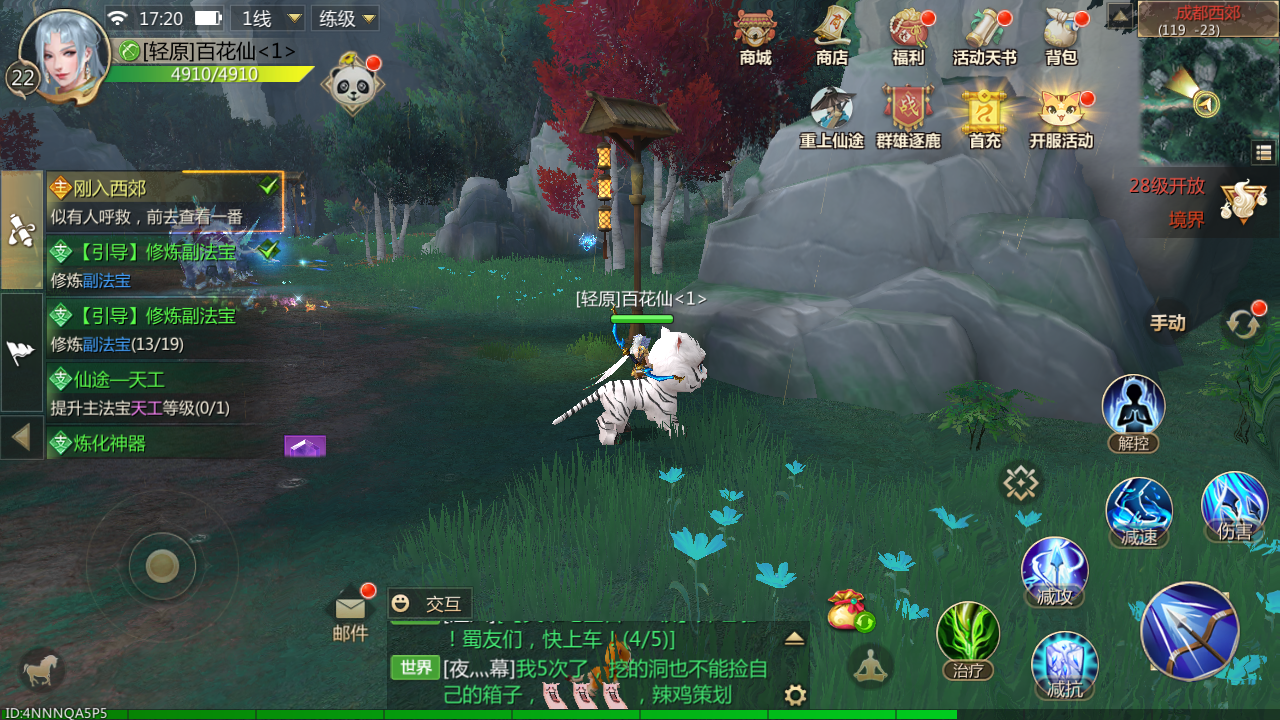 17:20
1线
练级
22
[轻原]百花仙<1>
4910/4910
商城
商店
福利
活动天书
背包
重上仙途
群雄逐鹿
战
首充
开服活动
成都西郊
(119 -23)
28级开放
境界
主
刚入西郊
似有人呼救，前去查看一番
支
【引导】修炼副法宝
修炼副法宝
支
【引导】修炼副法宝
修炼副法宝(13/19)
支
仙途—天工
提升主法宝天工等级(0/1)
支
炼化神器
[轻原]百花仙<1>
手动
解控
减速
伤害
减攻
治疗
减抗
邮件
交互
！蜀友们，快上车！(4/5)]
世界
[夜灬幕]我5次了，挖的洞也不能捡自
己的箱子，
，辣鸡策划
ID:4NNNQA5P5